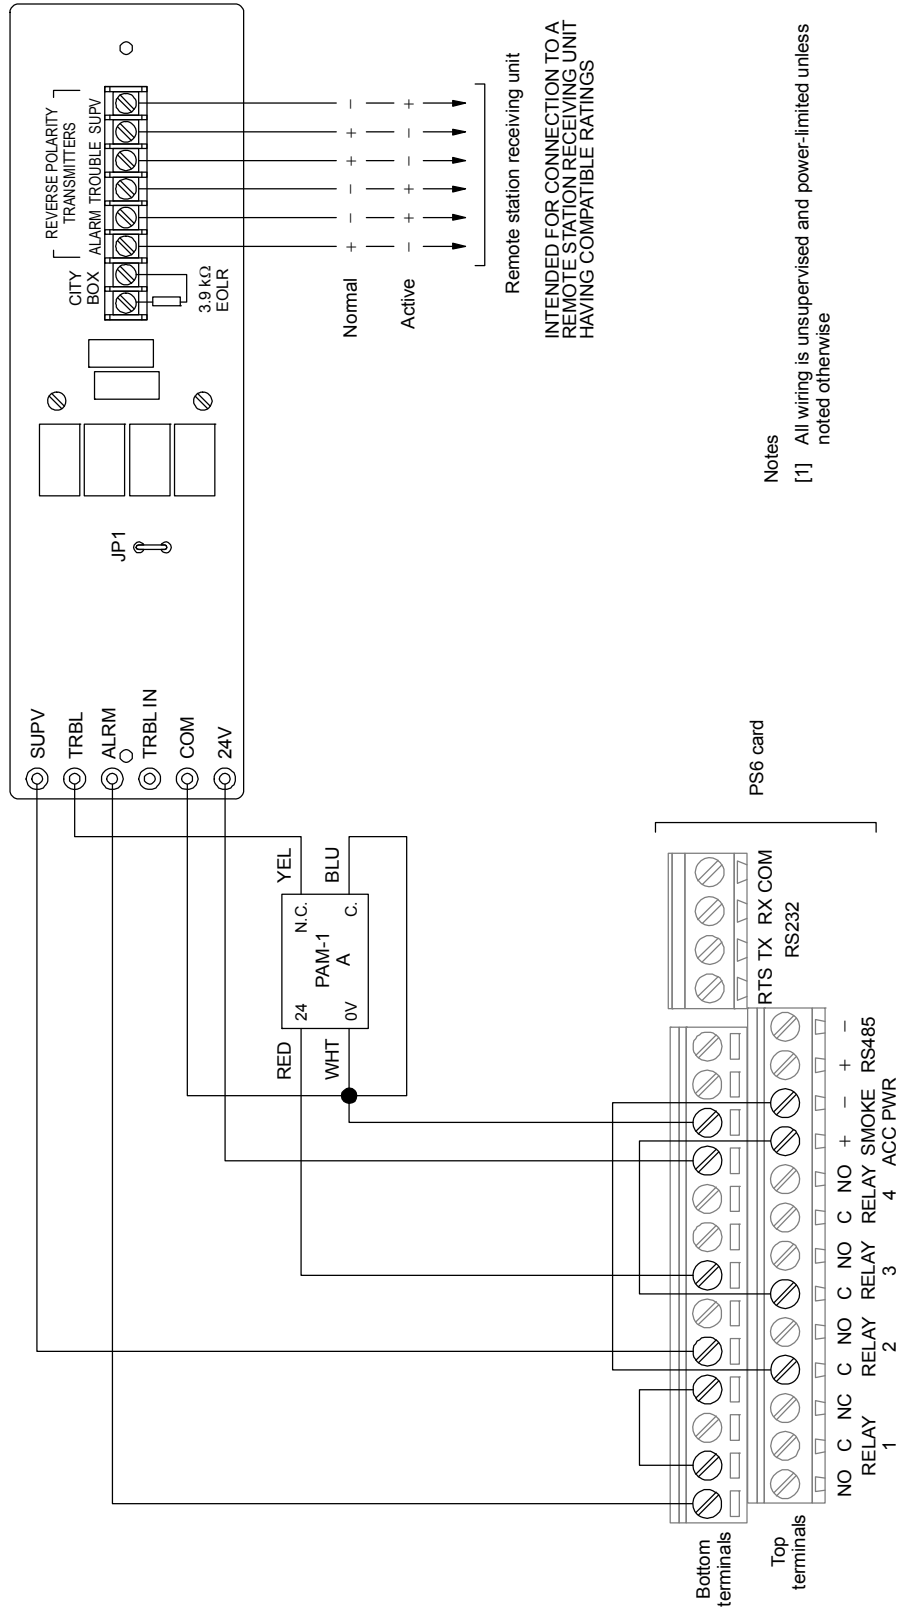 REVERSE POLARITY
TRANSMITTERS
CITY
BOX
ALARM TROUBLE SUPV
3.9 kΩ
EOLR
JP1
SUPV
TRBL
ALRM
TRBL IN
COM
24V
Normal
- + + - - +
Active
+ - - + + -
Remote station receiving unit
INTENDED FOR CONNECTION TO A
REMOTE STATION RECEIVING UNIT
HAVING COMPATIBLE RATINGS
RED
YEL
24
N.C.
PAM-1
A
0V
C.
WHT
BLU
Notes
[1] All wiring is unsupervised and power-limited unless
noted otherwise
PS6 card
RTS TX RX COM
RS232
Bottom
terminals
Top
terminals
NO C NC C NO C NO C NO + - + -
RELAY RELAY RELAY RELAY SMOKE RS485
1 2 3 4 ACC PWR